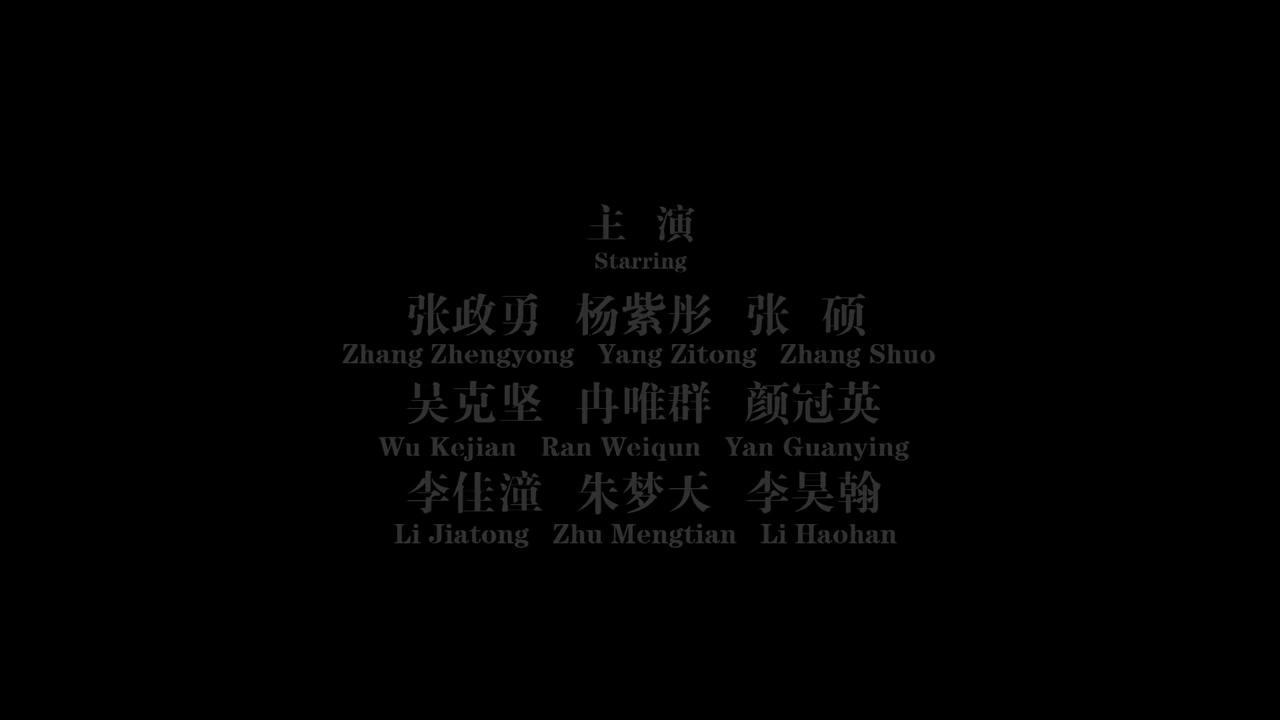 主 演
Starring
张政勇 杨紫彤 张 硕
Zhang Zhengyong Yang Zitong Zhang Shuo
吴克坚 冉唯群 颜冠英
Wu Kejian Ran Weiqun Yan Guanying
李佳潼 朱梦天 李昊翰
Li Jiatong Zhu Mengtian Li Haohan